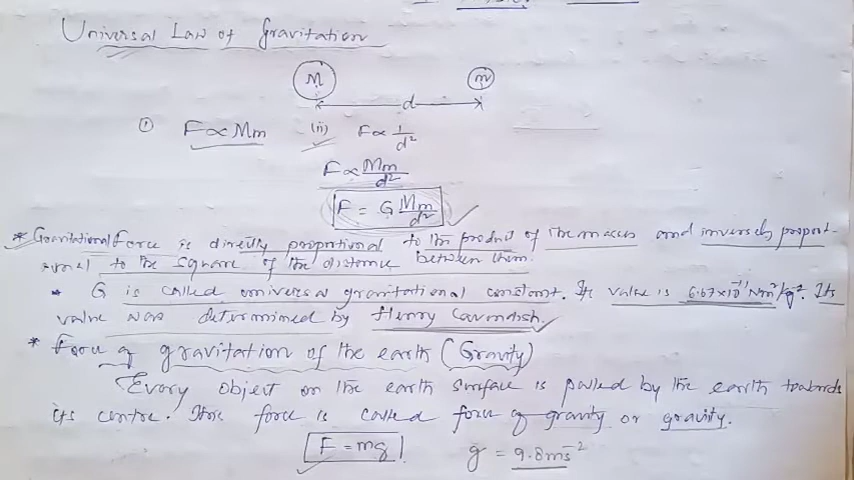 Universal Law of Gravitation
M m
d
① F ∝ Mm (ii) F ∝ 1/d²
F ∝ Mm/d²
F = G Mm/d²
* Gravitational Force is directly proportional to the product of the masses and inversely proport-
ional to the square of the distance between them.
* G is called universal gravitational constant. Its value is 6.67×10⁻¹¹ Nm²/kg². Its
value was determined by Henry Cavendish.
* Force of gravitation of the earth (Gravity)
Every object on the earth surface is pulled by the earth towards
its centre. This force is called force of gravity or gravity.
F = mg g = 9.8ms⁻²